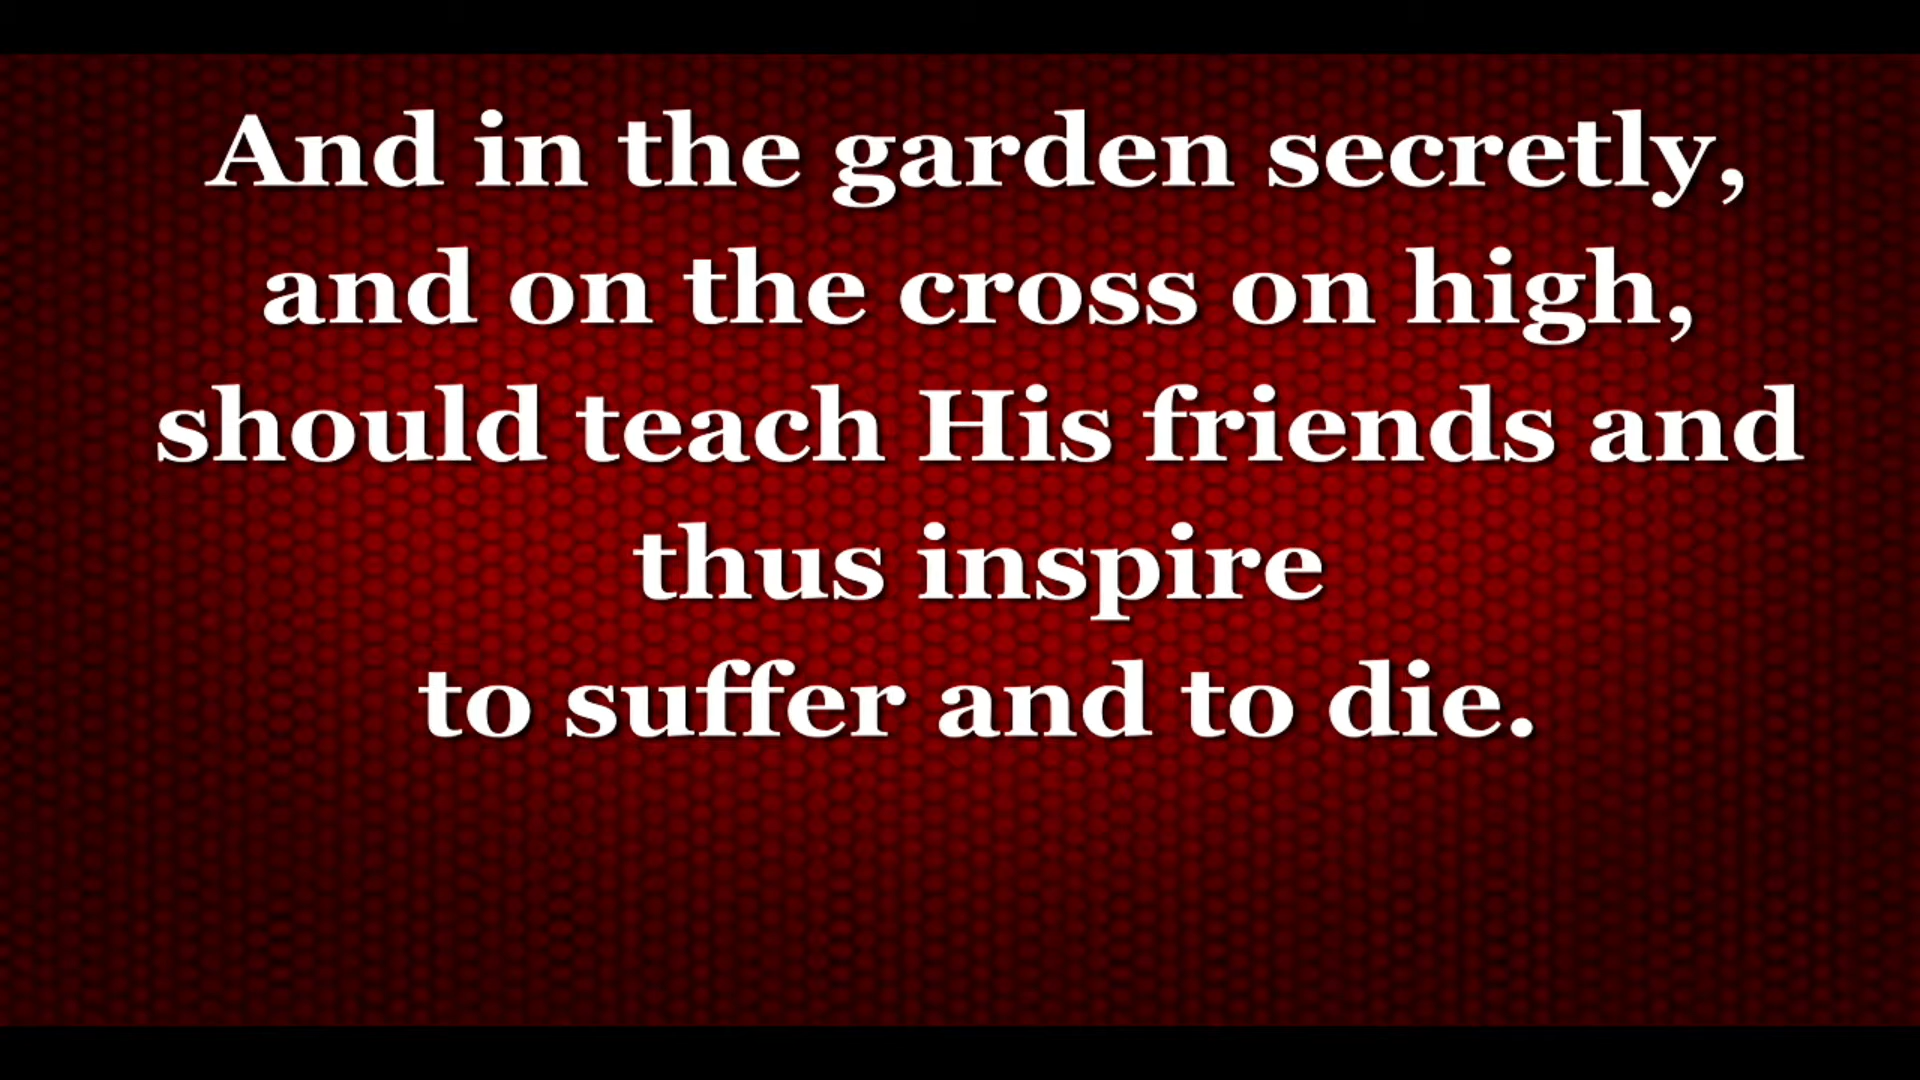 And in the garden secretly,
and on the cross on high,
should teach His friends and
thus inspire
to suffer and to die.